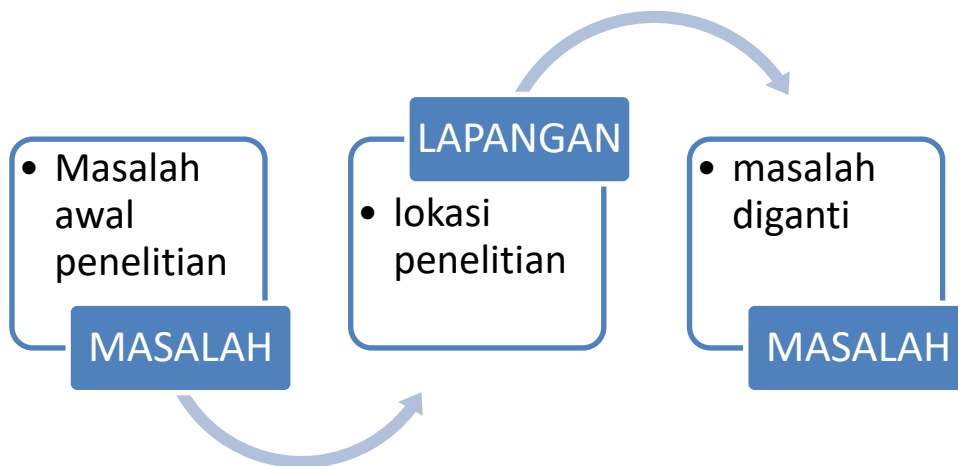 • Masalah
awal
penelitian
MASALAH
LAPANGAN
• lokasi
penelitian
• masalah
diganti
MASALAH